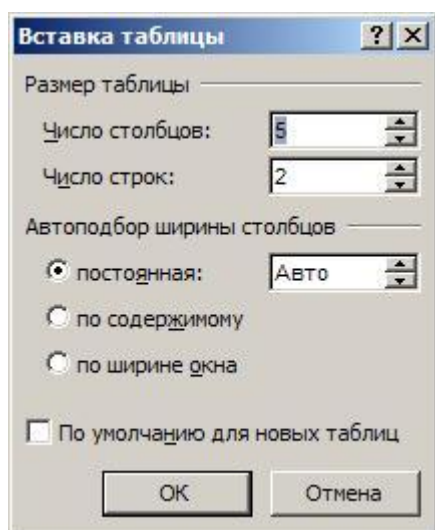 Вставка таблицы
Размер таблицы
Число столбцов: 5
Число строк: 2
Автоподбор ширины столбцов
постоянная: Авто
по содержимому
по ширине окна
По умолчанию для новых таблиц
ОК Отмена